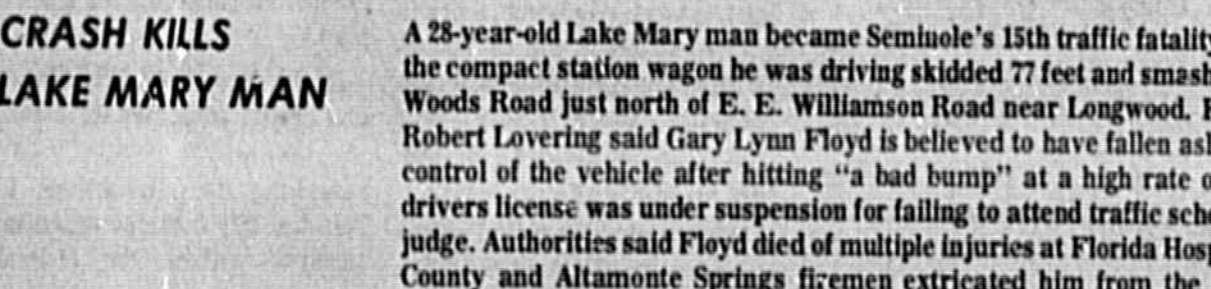 CRASH KILLS
LAKE MARY MAN
A 28-year-old Lake Mary man became Seminole's 15th traffic fatality
the compact station wagon he was driving skidded 77 feet and smash
Woods Road just north of E. E. Williamson Road near Longwood. F
Robert Lovering said Gary Lynn Floyd is believed to have fallen asl
control of the vehicle after hitting “a bad bump” at a high rate o
drivers license was under suspension for failing to attend traffic scho
judge. Authorities said Floyd died of multiple injuries at Florida Hosp
County and Altamonte Springs firemen extricated him from the